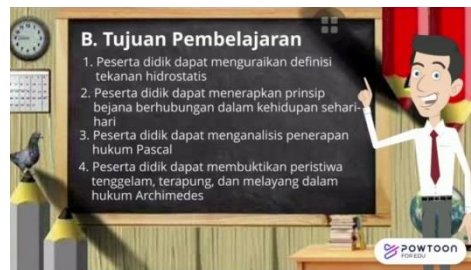 B. Tujuan Pembelajaran
1. Peserta didik dapat menguraikan definisi
tekanan hidrostatis
2. Peserta didik dapat menerapkan prinsip
bejana berhubungan dalam kehidupan sehari-
hari
3. Peserta didik dapat menganalisis penerapan
hukum Pascal
4. Peserta didik dapat membuktikan peristiwa
tenggelam, terapung, dan melayang dalam
hukum Archimedes
POWTOON
FOR EDU